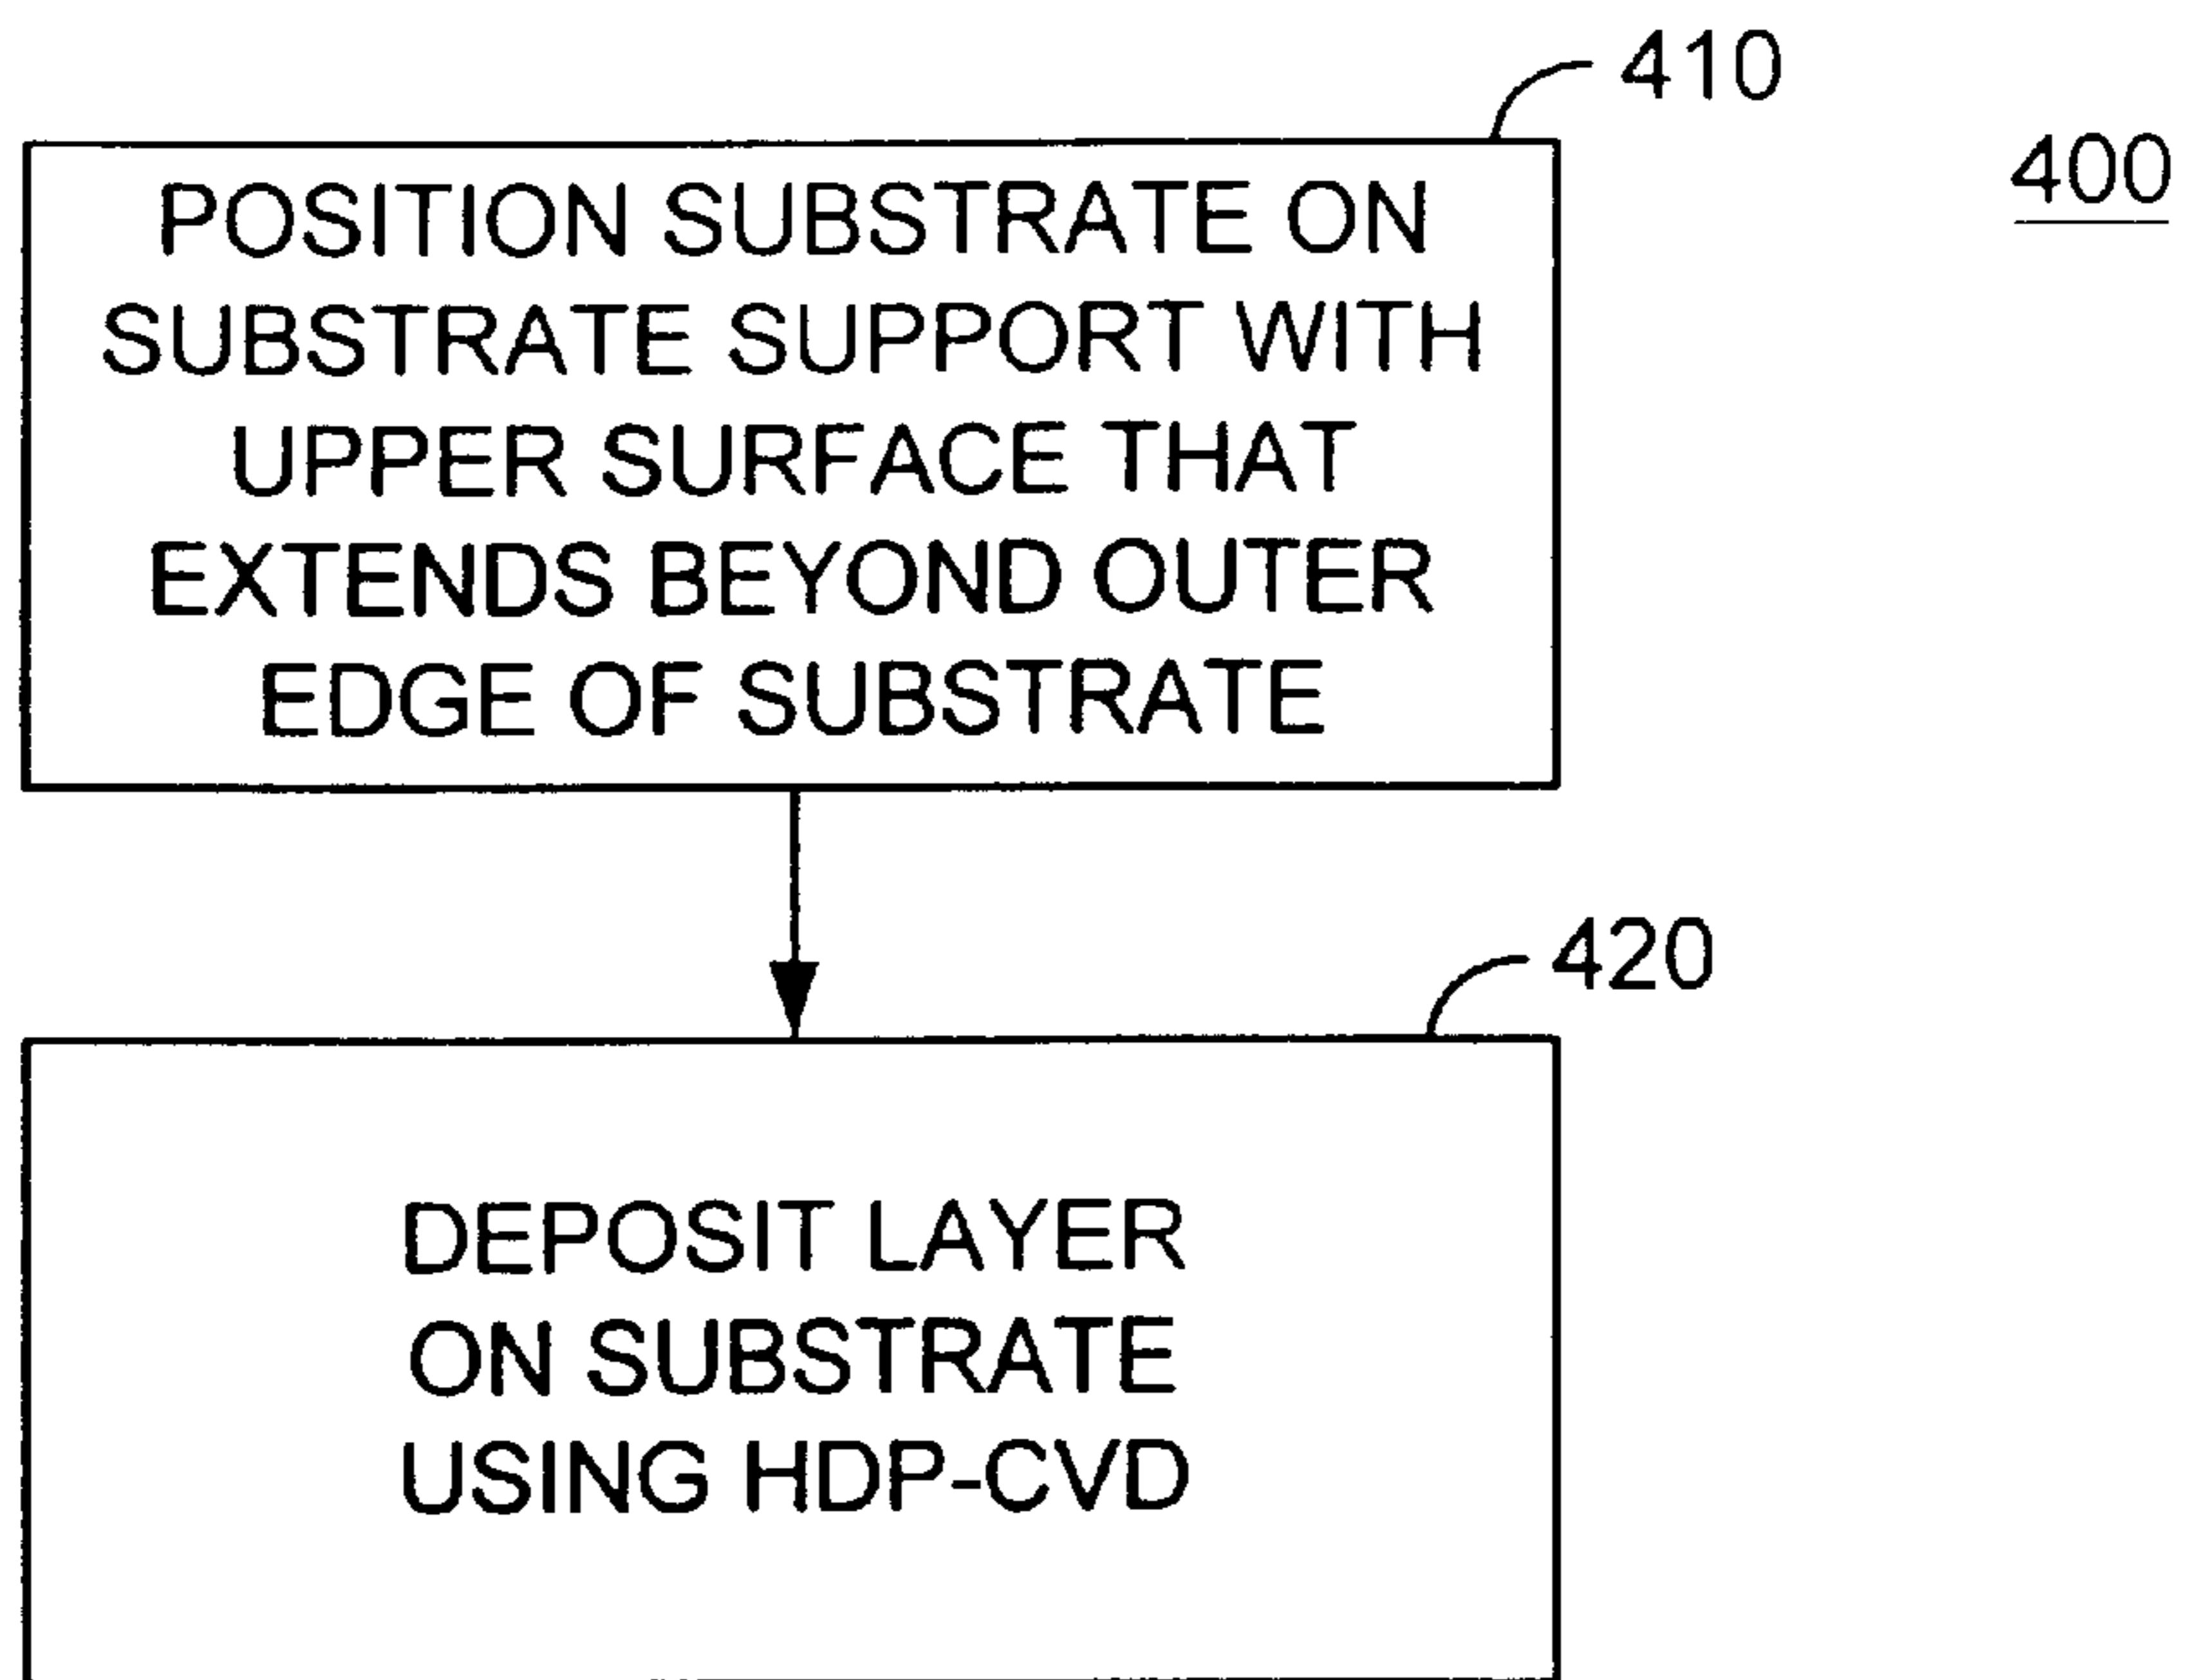 410
400
POSITION SUBSTRATE ON
SUBSTRATE SUPPORT WITH
UPPER SURFACE THAT
EXTENDS BEYOND OUTER
EDGE OF SUBSTRATE
420
DEPOSIT LAYER
ON SUBSTRATE
USING HDP-CVD